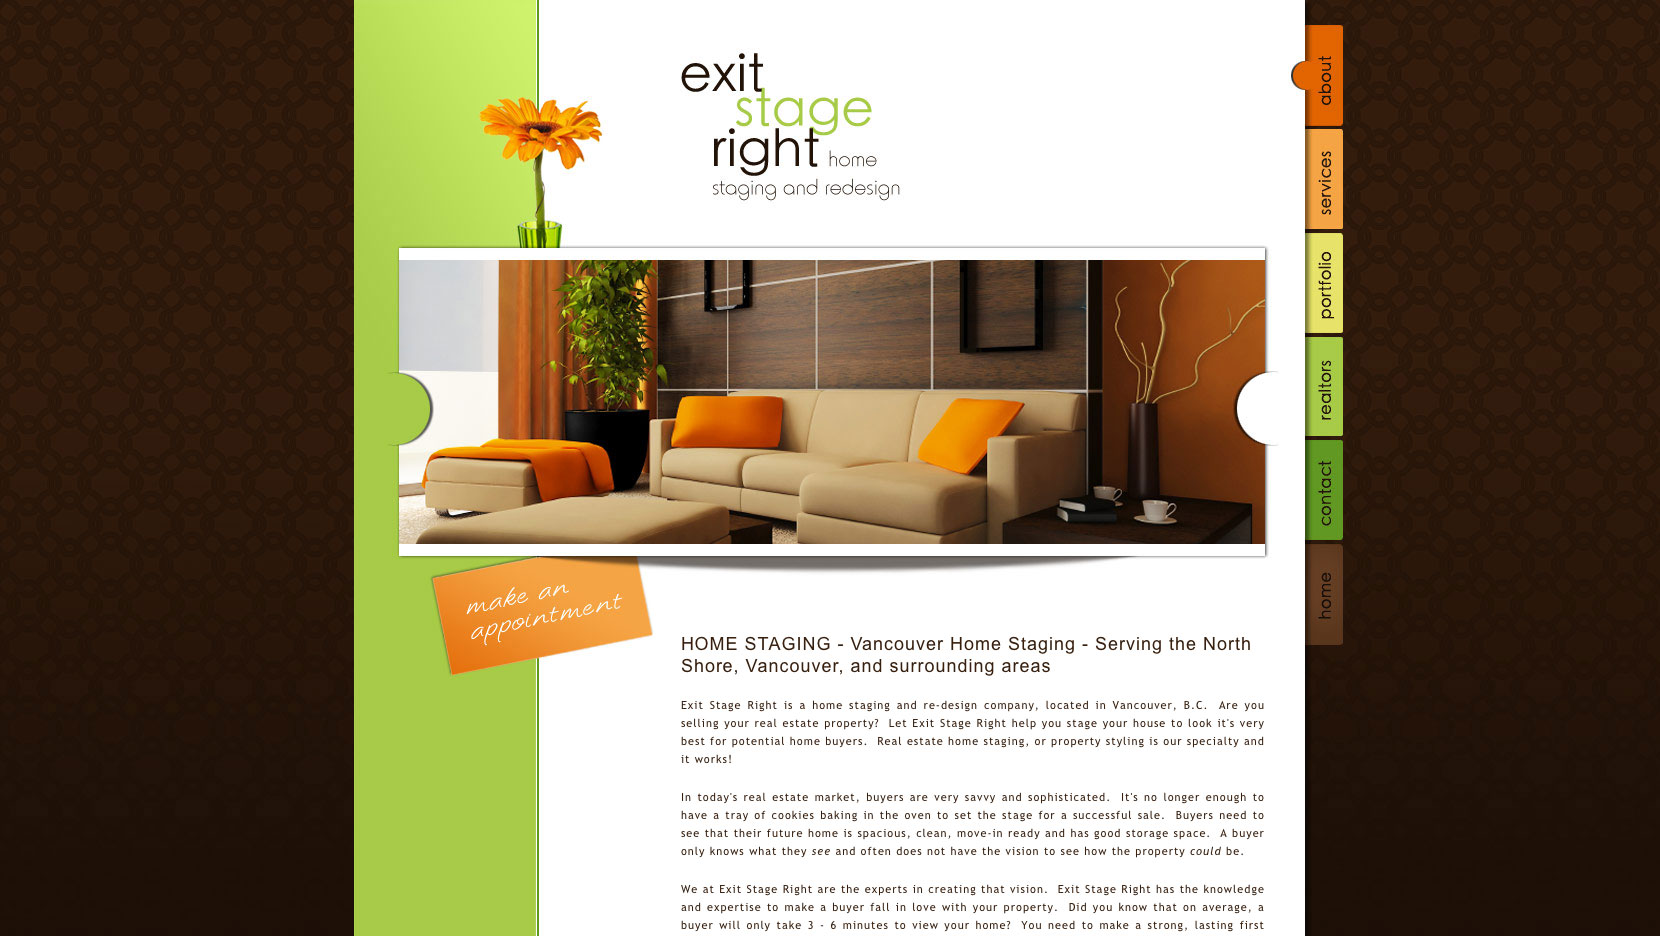 exit
stage
right home
staging and redesign
about
services
portfolio
realtors
contact
home
make an
appointment
HOME STAGING - Vancouver Home Staging - Serving the North
Shore, Vancouver, and surrounding areas
Exit Stage Right is a home staging and re-design company, located in Vancouver, B.C. Are you
selling your real estate property? Let Exit Stage Right help you stage your house to look it's very
best for potential home buyers. Real estate home staging, or property styling is our specialty and
it works!
In today's real estate market, buyers are very savvy and sophisticated. It's no longer enough to
have a tray of cookies baking in the oven to set the stage for a successful sale. Buyers need to
see that their future home is spacious, clean, move-in ready and has good storage space. A buyer
only knows what they see and often does not have the vision to see how the property could be.
We at Exit Stage Right are the experts in creating that vision. Exit Stage Right has the knowledge
and expertise to make a buyer fall in love with your property. Did you know that on average, a
buyer will only take 3 - 6 minutes to view your home? You need to make a strong, lasting first